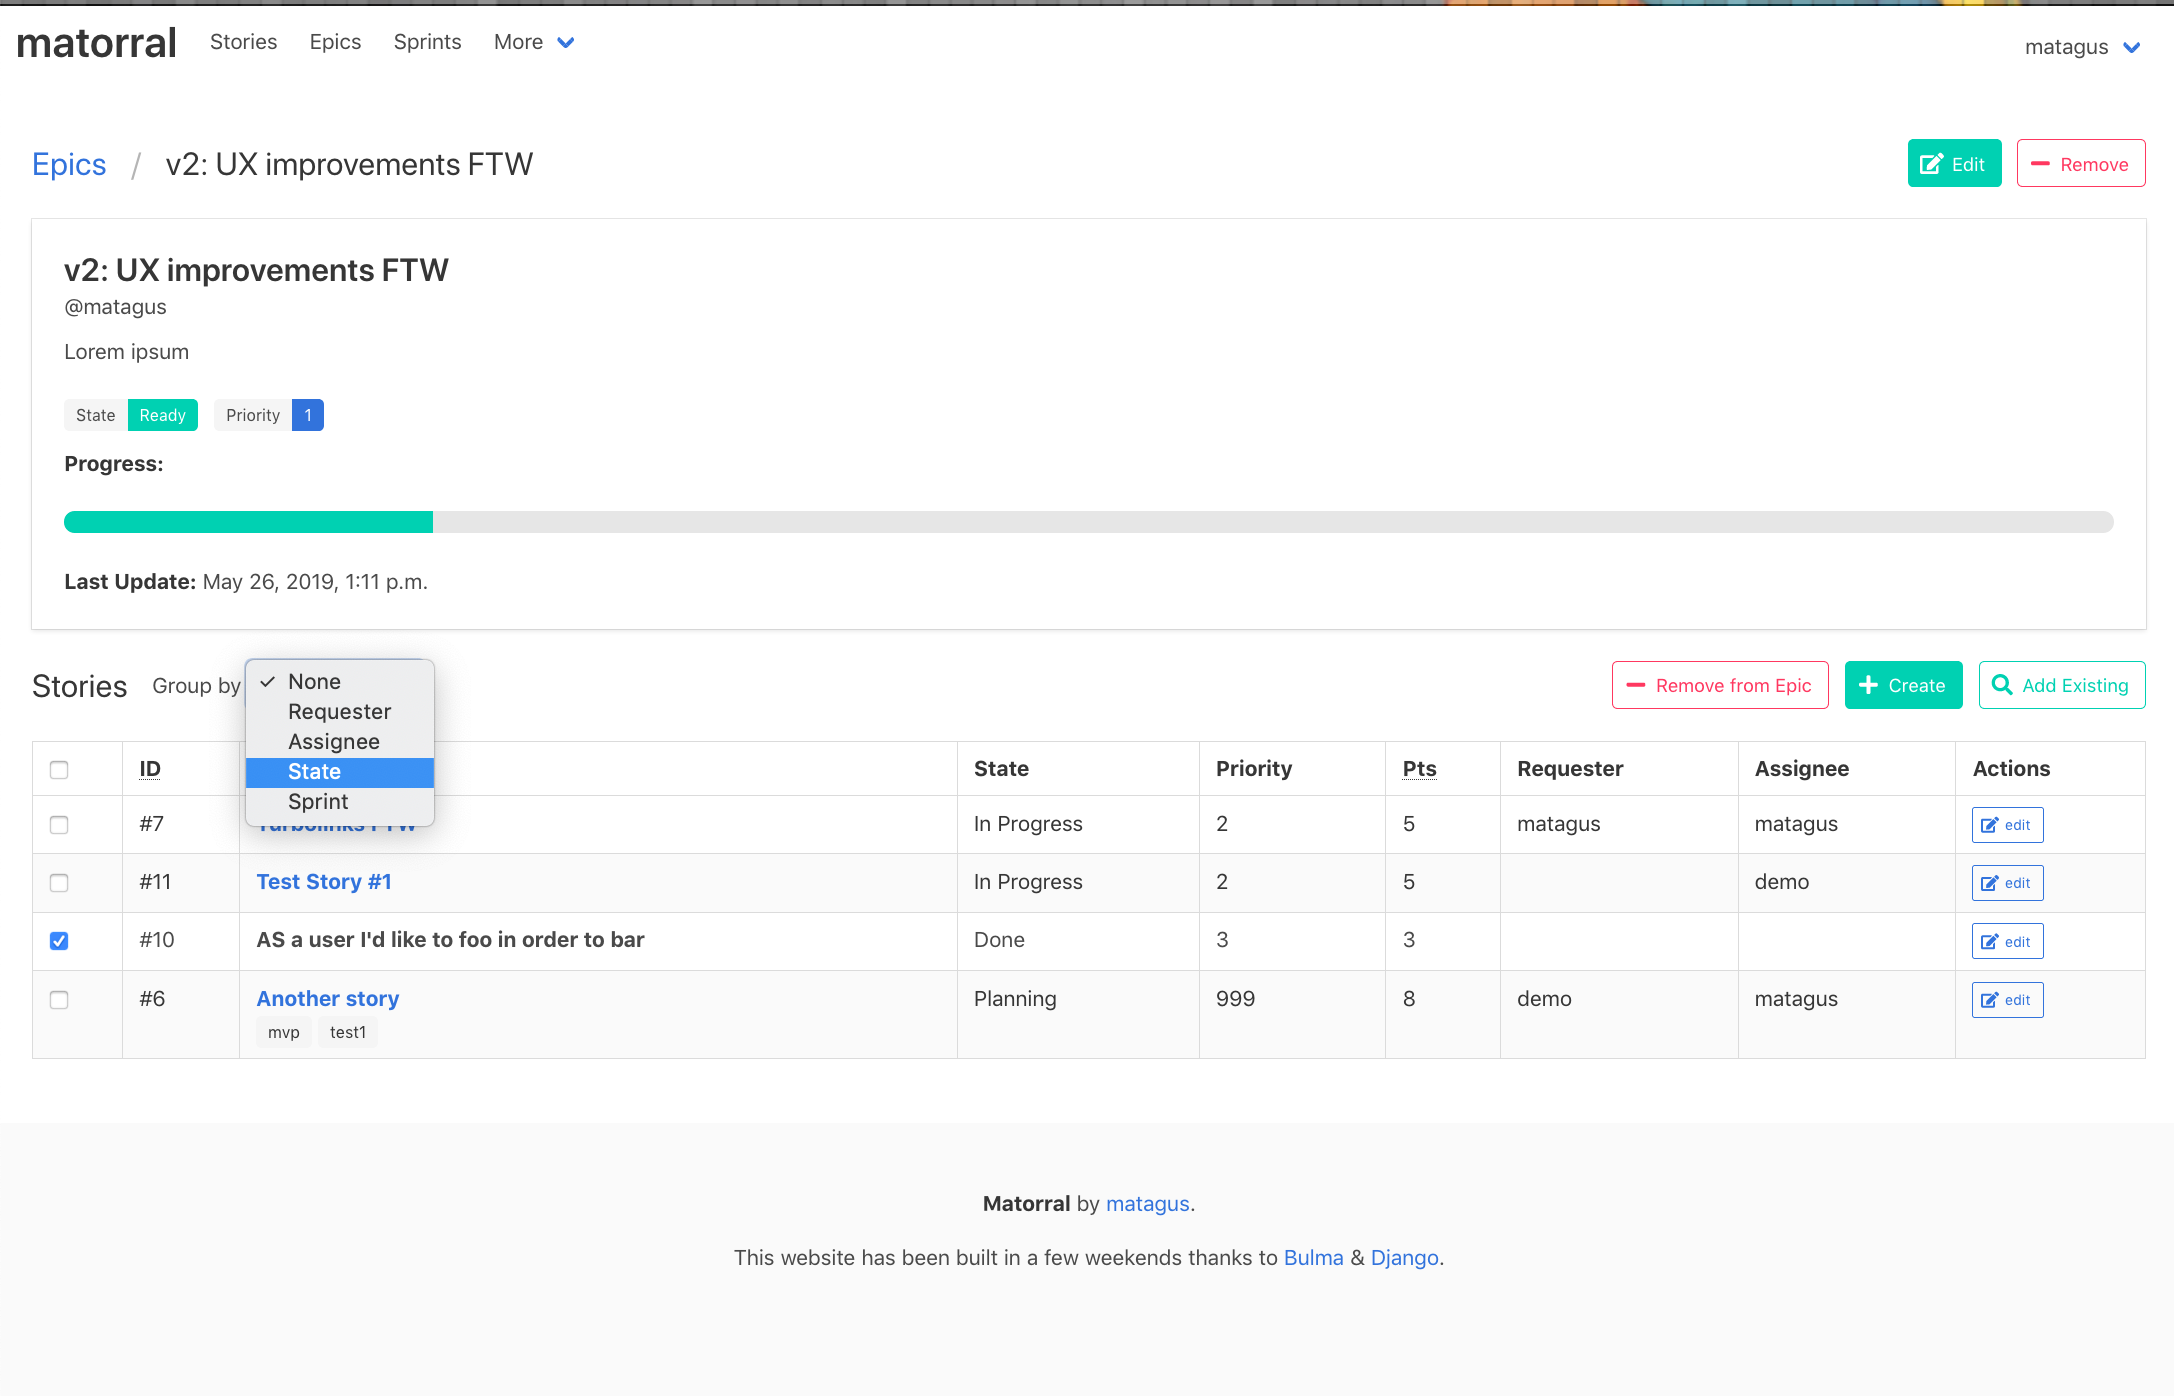 matorral Stories Epics Sprints More matagus
Epics / v2: UX improvements FTW Edit Remove
v2: UX improvements FTW
@matagus
Lorem ipsum
State Ready Priority 1
Progress:
Last Update: May 26, 2019, 1:11 p.m.
Stories Group by Remove from Epic Create Add Existing
✓ None
Requester
Assignee
State
Sprint
ID State Priority Pts Requester Assignee Actions
#7 Turbolinks FTW In Progress 2 5 matagus matagus edit
#11 Test Story #1 In Progress 2 5 demo edit
#10 AS a user I'd like to foo in order to bar Done 3 3 edit
#6 Another story Planning 999 8 demo matagus edit
mvp test1
Matorral by matagus.
This website has been built in a few weekends thanks to Bulma & Django.